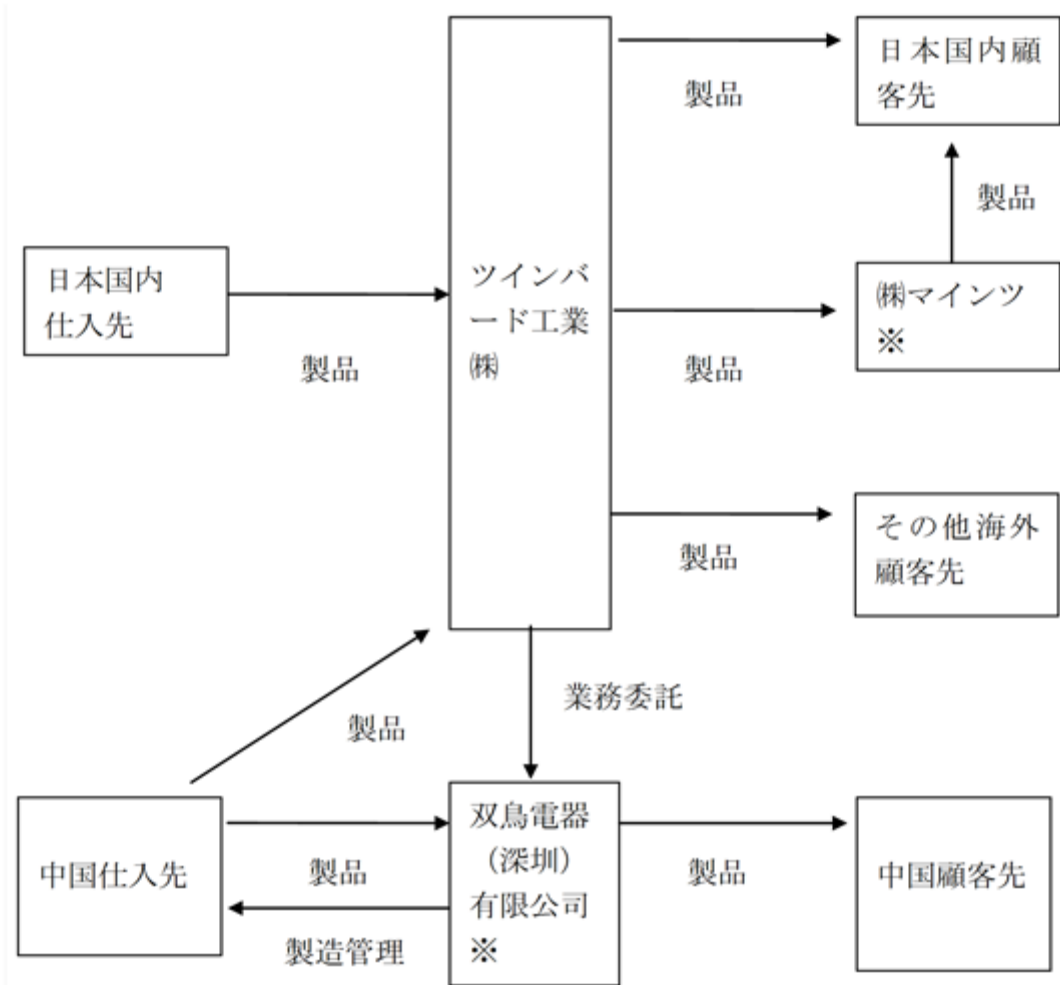 日本国内顧
客先
製品
製品
日本国内
仕入先
製品
ツインバ
ード工業
㈱
製品
㈱マインツ
※
製品
その他海外
顧客先
業務委託
製品
中国仕入先
製品
製造管理
双鳥電器
（深圳）
有限公司
※
製品
中国顧客先